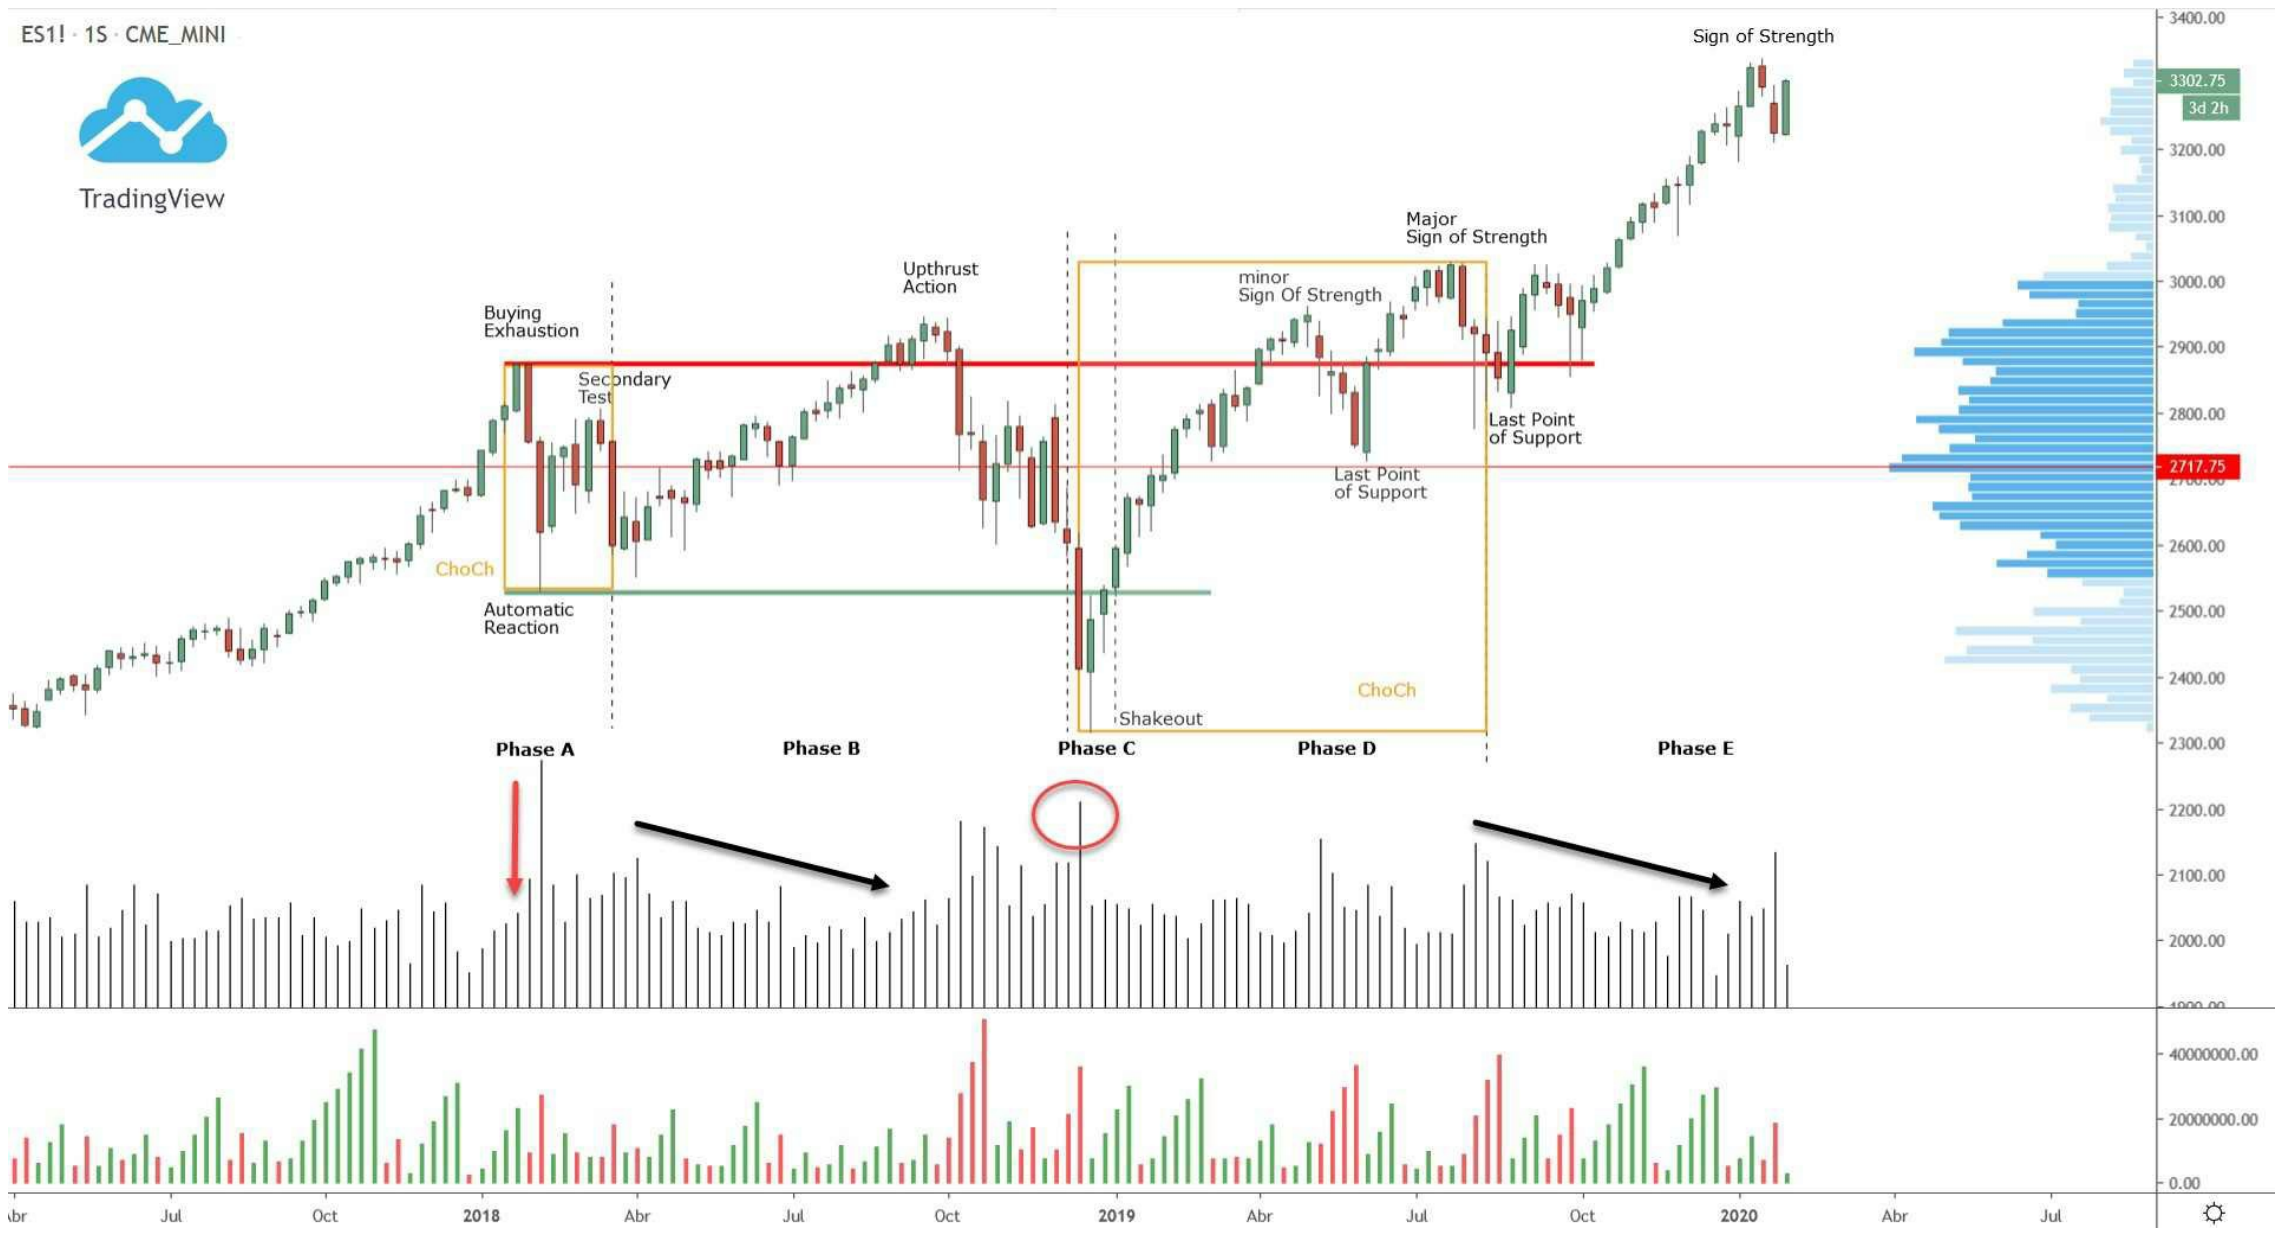 ES1! · 1S · CME_MINI
TradingView
Sign of Strength
Major
Sign of Strength
minor
Sign Of Strength
Upthrust
Action
Buying
Exhaustion
Secondary
Test
Last Point
of Support
Last Point
of Support
ChoCh
Automatic
Reaction
ChoCh
Shakeout
Phase A
Phase B
Phase C
Phase D
Phase E
3400.00
3302.75
3d 2h
3200.00
3100.00
3000.00
2900.00
2800.00
2717.75
2700.00
2600.00
2500.00
2400.00
2300.00
2200.00
2100.00
2000.00
1900.00
40000000.00
20000000.00
0.00
Jul
Oct
2018
Abr
Jul
Oct
2019
Abr
Jul
Oct
2020
Abr
Jul